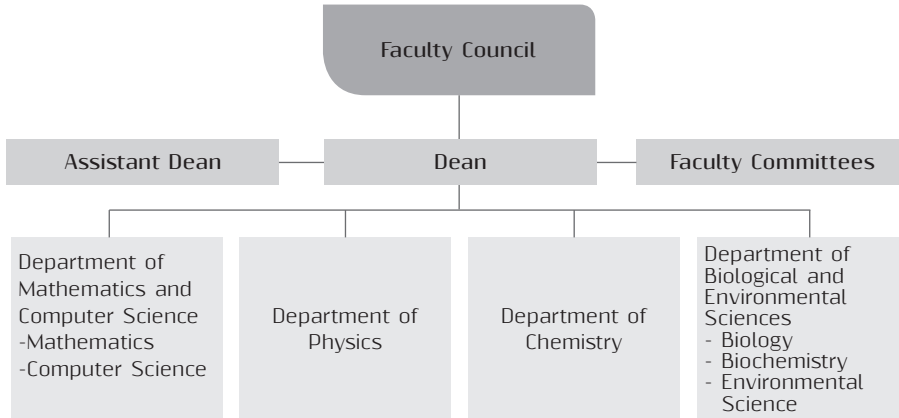 Faculty Council
Assistant Dean
Dean
Faculty Committees
Department of
Mathematics and
Computer Science
-Mathematics
-Computer Science
Department of
Physics
Department of
Chemistry
Department of
Biological and
Environmental
Sciences
- Biology
- Biochemistry
- Environmental
Science